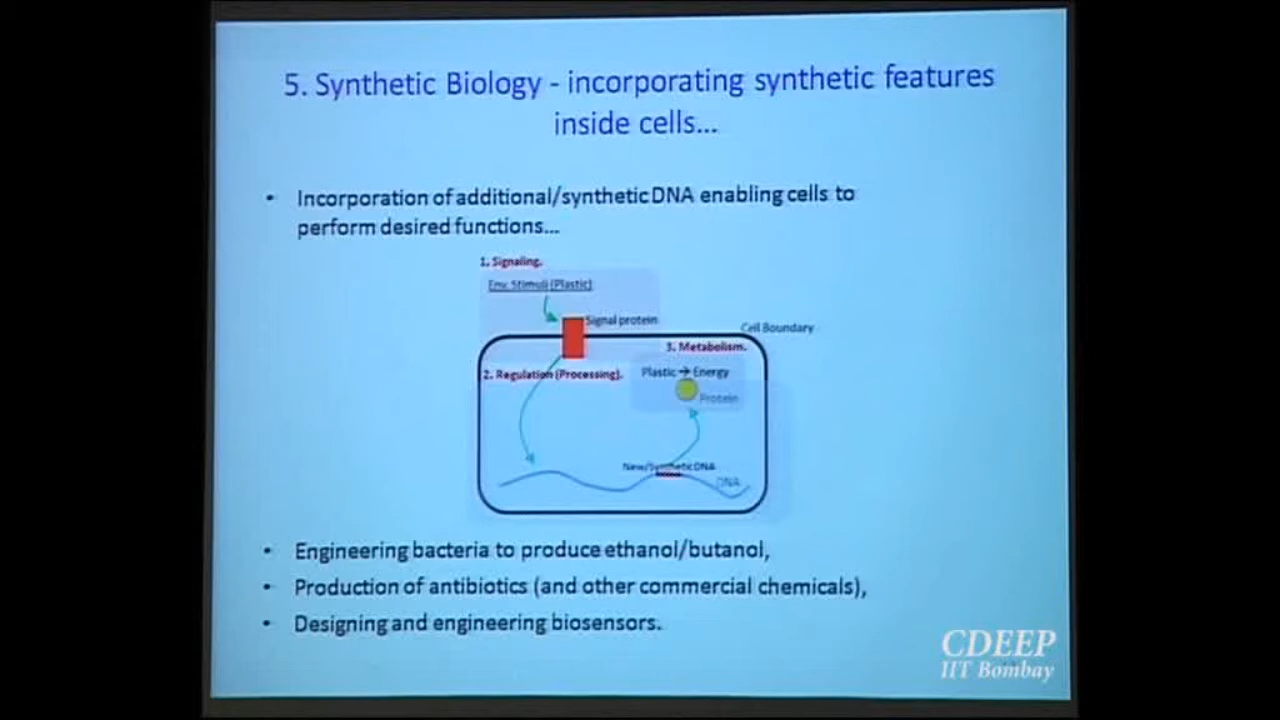 5. Synthetic Biology - incorporating synthetic features
inside cells...
• Incorporation of additional/synthetic DNA enabling cells to
perform desired functions...
1. Signaling.
Env. Stimuli (Plastic)
Signal protein
Cell Boundary
3. Metabolism.
2. Regulation (Processing).
Plastic → Energy
Protein
New/Synthetic DNA
DNA
• Engineering bacteria to produce ethanol/butanol,
• Production of antibiotics (and other commercial chemicals),
• Designing and engineering biosensors.
CDEEP
IIT Bombay